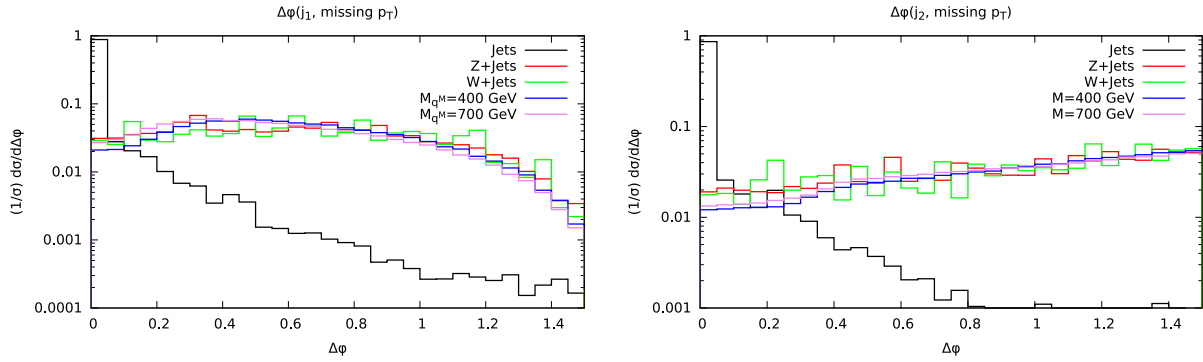 Δφ(j1, missing pT)
1
0.1
0.01
0.001
0.0001
(1/σ) dσ/dΔφ
0 0.2 0.4 0.6 0.8 1 1.2 1.4
Δφ
Jets
Z+Jets
W+Jets
MqM=400 GeV
MqM=700 GeV
Δφ(j2, missing pT)
1
0.1
0.01
0.001
(1/σ) dσ/dΔφ
0 0.2 0.4 0.6 0.8 1 1.2 1.4
Δφ
Jets
Z+Jets
W+Jets
M=400 GeV
M=700 GeV